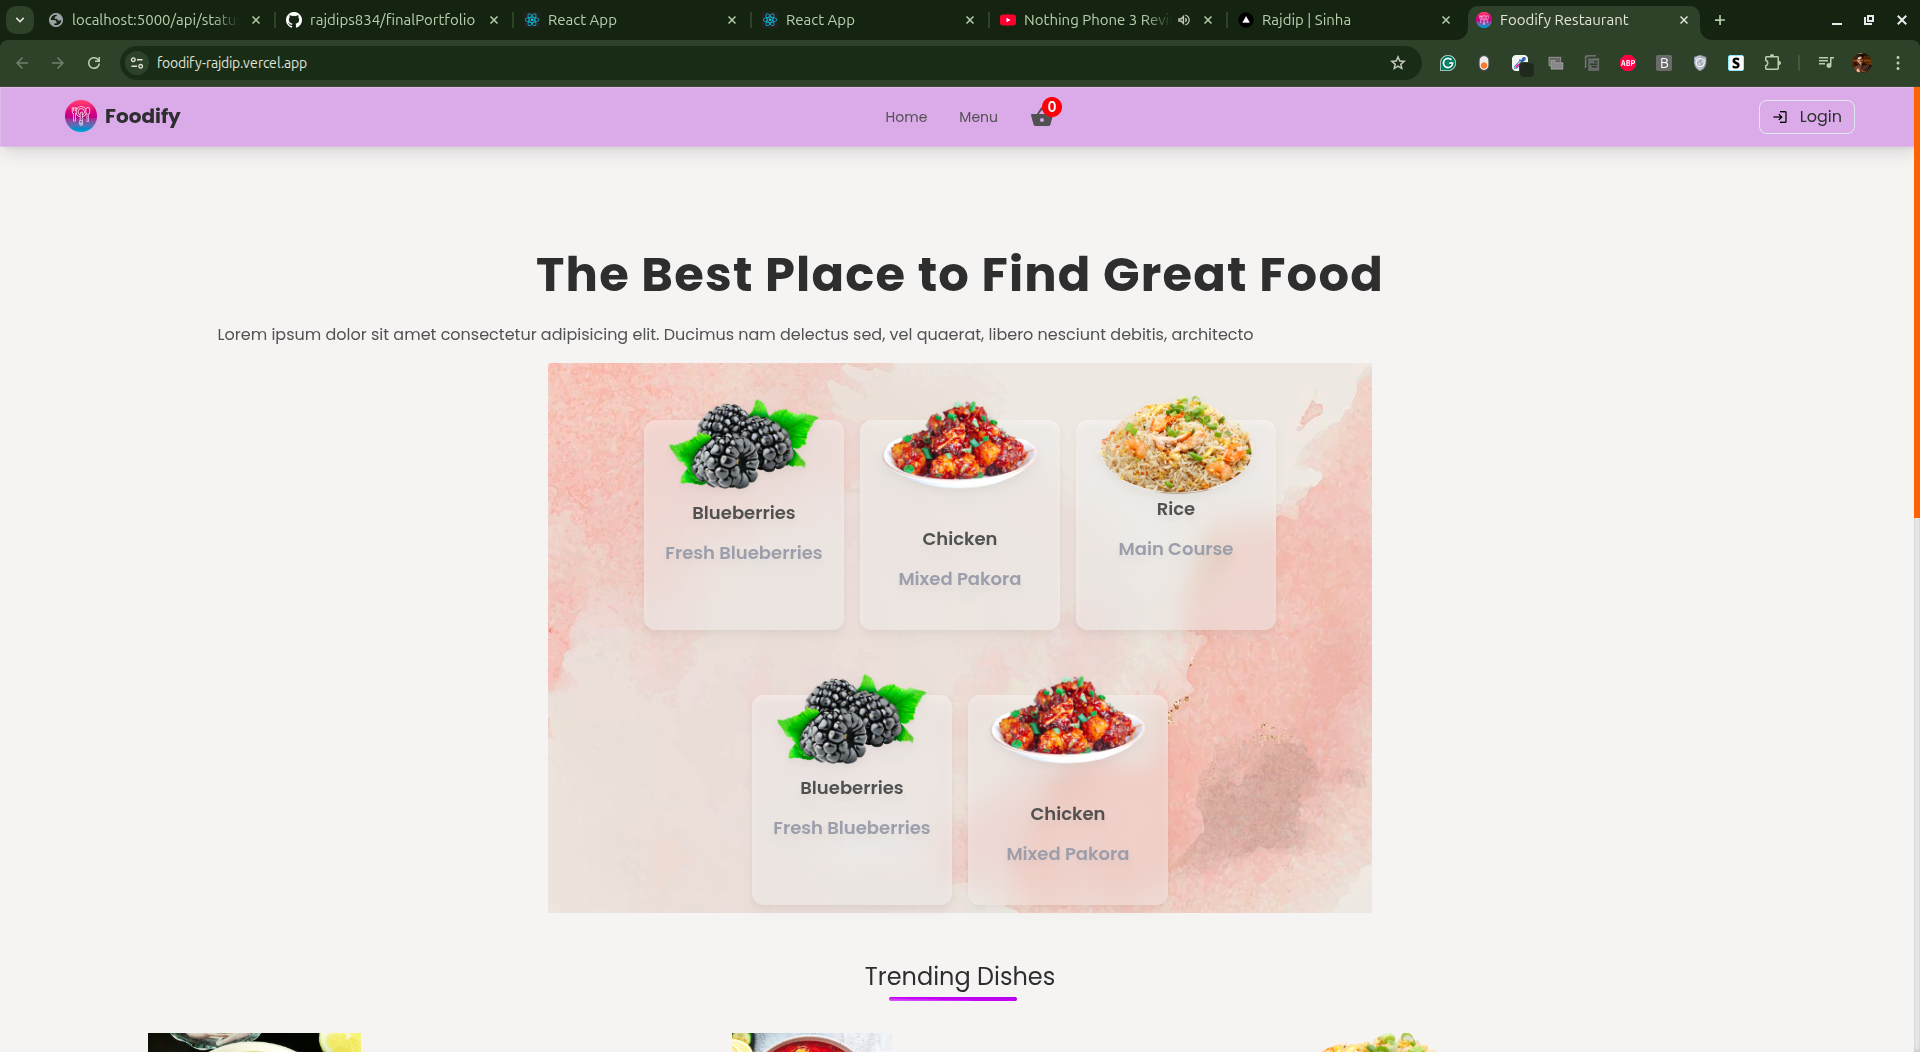 localhost:5000/api/statu
rajdips834/finalPortfolio
React App
React App
Nothing Phone 3 Revi
Rajdip | Sinha
Foodify Restaurant
foodify-rajdip.vercel.app
ABP
B
S
Foodify
Home
Menu
0
Login
The Best Place to Find Great Food
Lorem ipsum dolor sit amet consectetur adipisicing elit. Ducimus nam delectus sed, vel quaerat, libero nesciunt debitis, architecto
Blueberries
Fresh Blueberries
Chicken
Mixed Pakora
Rice
Main Course
Blueberries
Fresh Blueberries
Chicken
Mixed Pakora
Trending Dishes